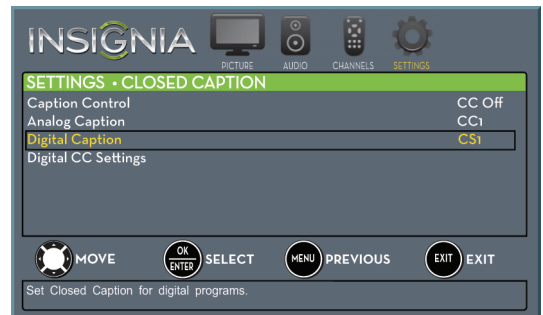 INSIGNIA
PICTURE AUDIO CHANNELS SETTINGS
SETTINGS • CLOSED CAPTION
Caption Control CC Off
Analog Caption CC1
Digital Caption CS1
Digital CC Settings
MOVE OK ENTER SELECT MENU PREVIOUS EXIT EXIT
Set Closed Caption for digital programs.